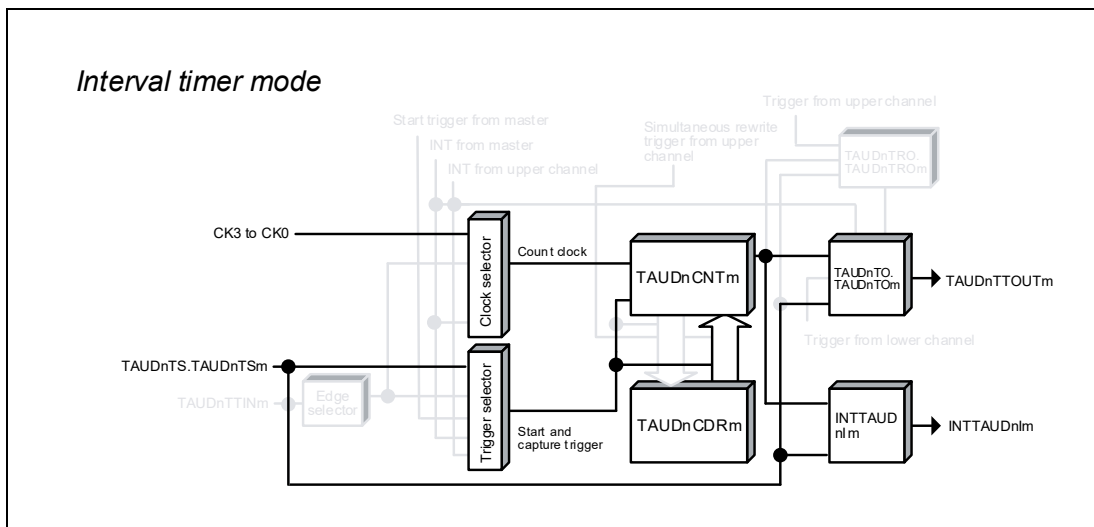 Interval timer mode
Trigger from upper channel
Start trigger from master
Simultaneous rewrite
trigger from upper
channel
INT from master
INT from upper channel
TAUDnTRO.
TAUDnTROm
CK3 to CK0
Clock selector
Count clock
TAUDnCNTm
TAUDnTO.
TAUDnTOm
TAUDnTTOUTm
Trigger from lower channel
TAUDnTS.TAUDnTSm
TAUDnTTINm
Edge
selector
Trigger selector
Start and
capture trigger
TAUDnCDRm
INTTAUD
nIm
INTTAUDnIm